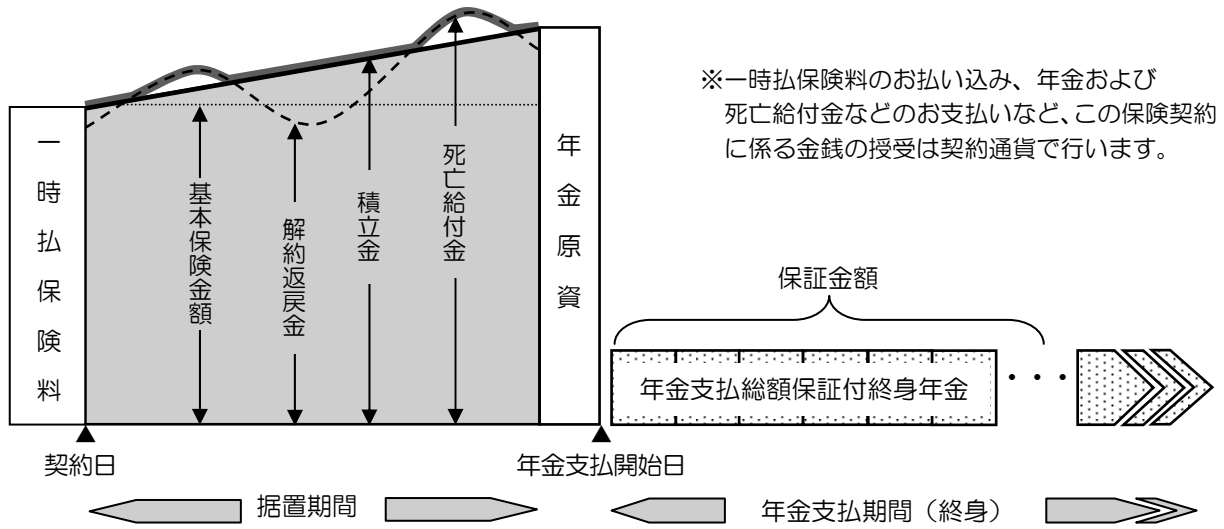 ※一時払保険料のお払い込み、年金および
死亡給付金などのお支払いなど、この保険契約
に係る金銭の授受は契約通貨で行います。
一時払保険料
基本保険金額
解約返戻金
積立金
死亡給付金
年金原資
保証金額
年金支払総額保証付終身年金
・・・
契約日
年金支払開始日
据置期間
年金支払期間（終身）